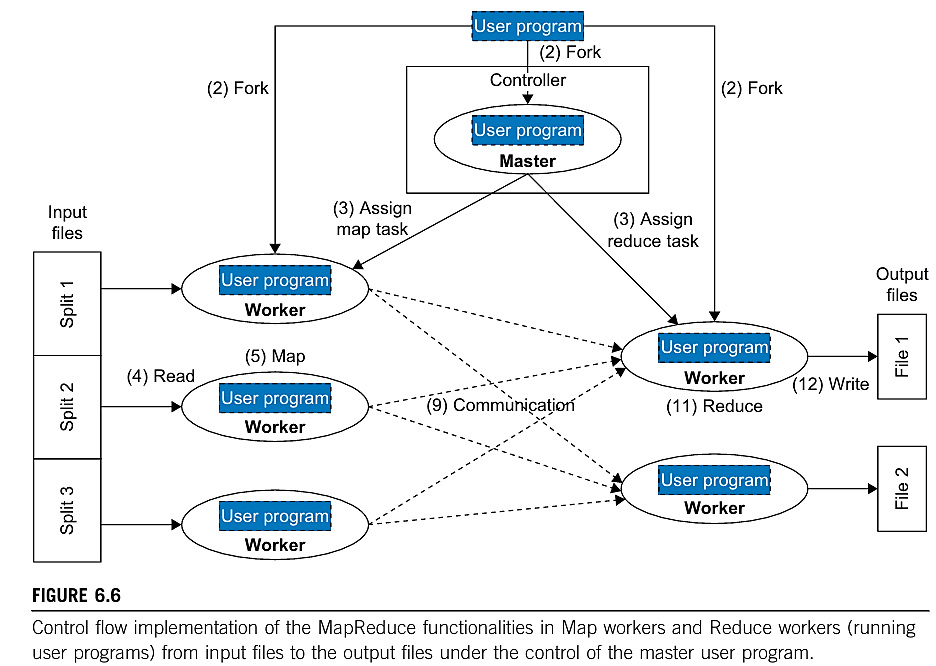 User program
(2) Fork
(2) Fork
(2) Fork
Controller
User program
Master
(3) Assign
map task
(3) Assign
reduce task
Input
files
Split 1
Split 2
Split 3
User program
Worker
(4) Read
(5) Map
User program
Worker
User program
Worker
(9) Communication
Output
files
User program
Worker
(11) Reduce
(12) Write
File 1
User program
Worker
File 2
FIGURE 6.6
Control flow implementation of the MapReduce functionalities in Map workers and Reduce workers (running
user programs) from input files to the output files under the control of the master user program.